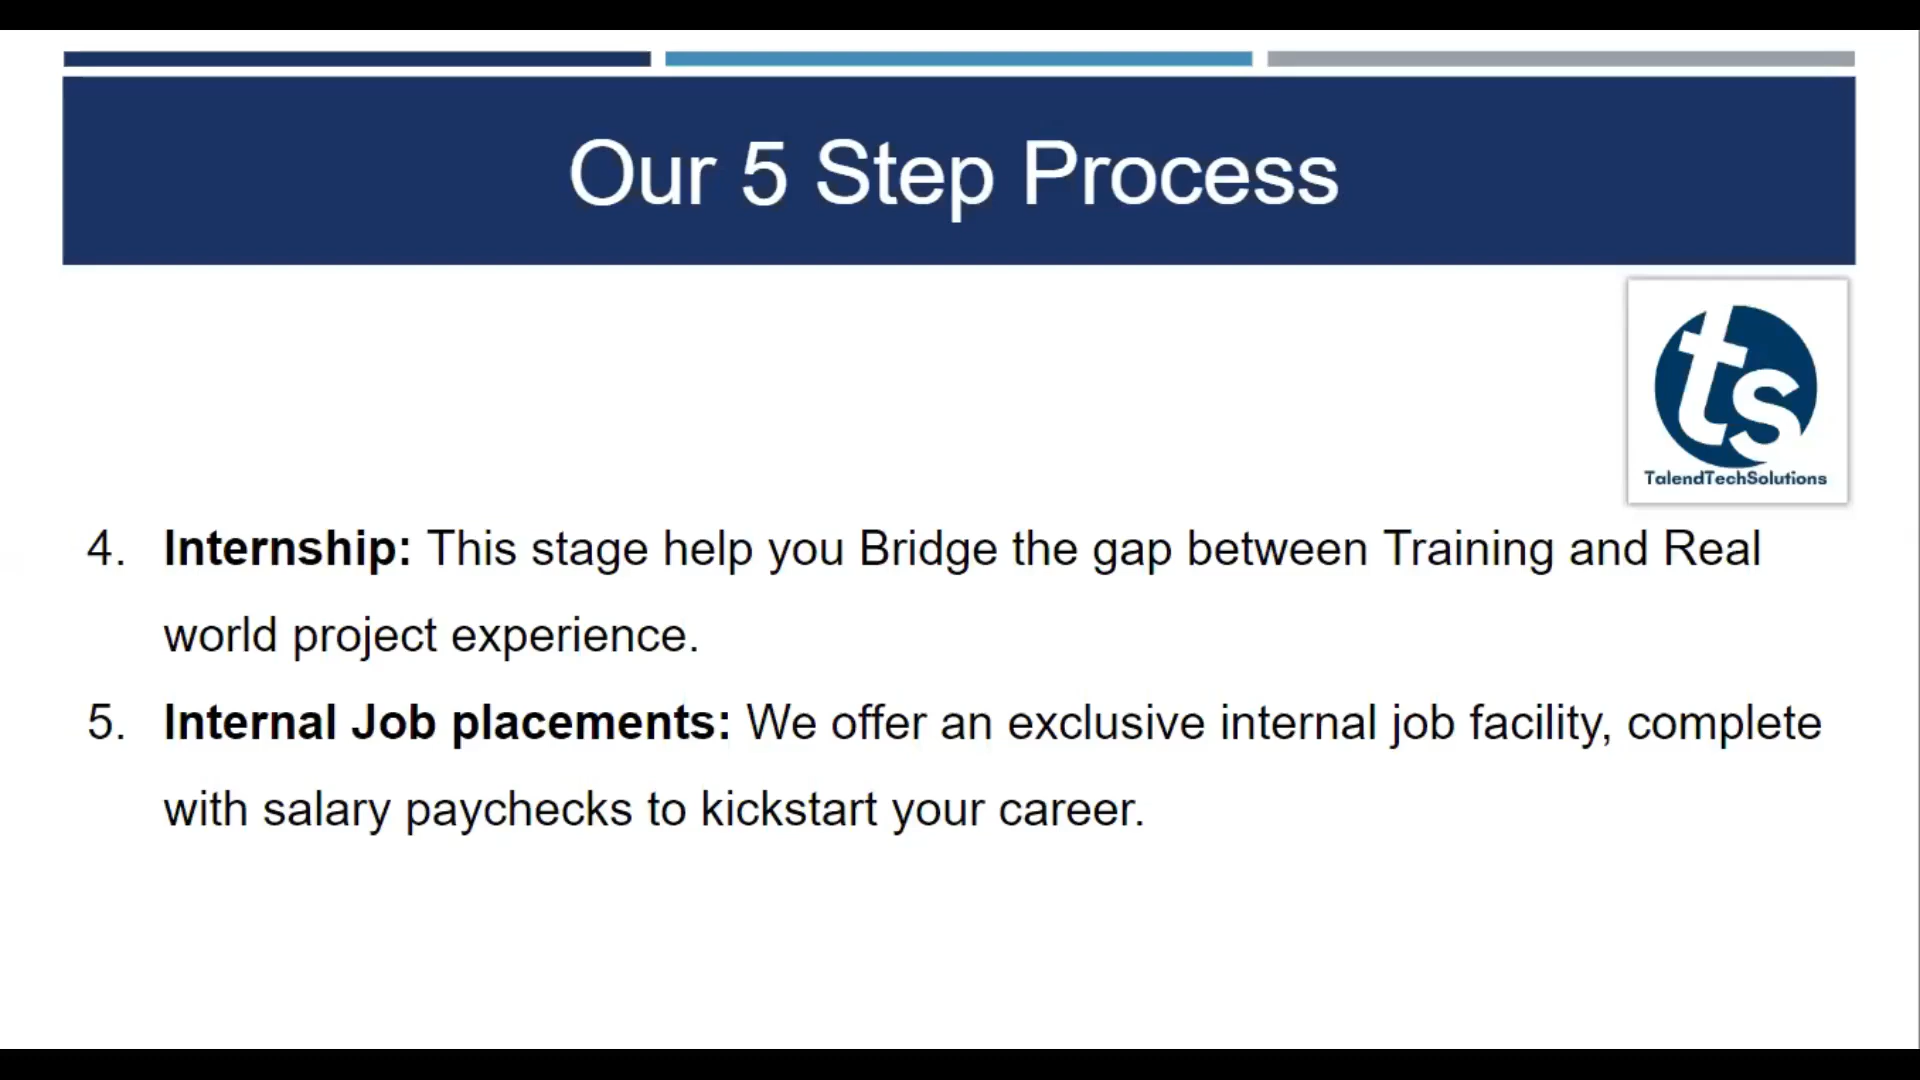 Our 5 Step Process
ts
TalendTechSolutions
4. Internship: This stage help you Bridge the gap between Training and Real
world project experience.
5. Internal Job placements: We offer an exclusive internal job facility, complete
with salary paychecks to kickstart your career.